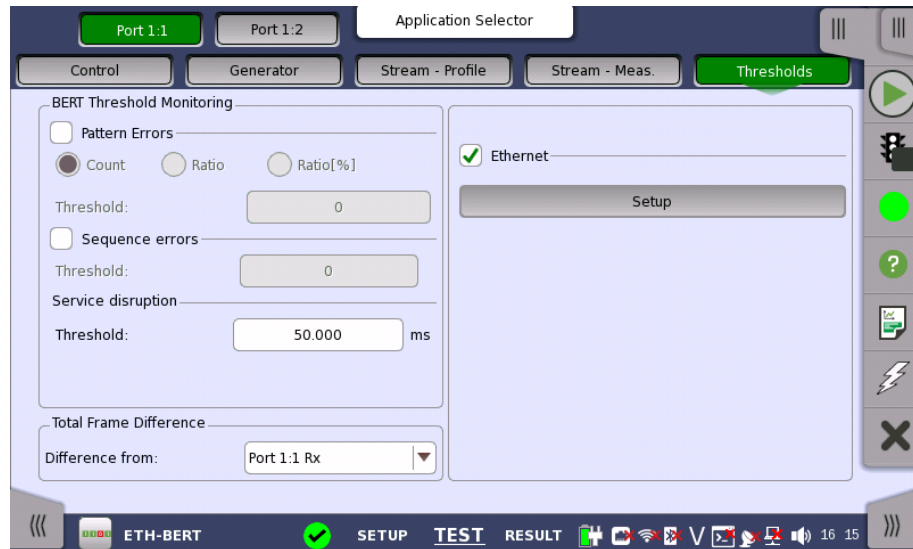 Port 1:1 Port 1:2 Application Selector
Control Generator Stream - Profile Stream - Meas. Thresholds
BERT Threshold Monitoring
Pattern Errors
Count Ratio Ratio[%]
Threshold: 0
Sequence errors
Threshold: 0
Service disruption
Threshold: 50.000 ms
Total Frame Difference
Difference from: Port 1:1 Rx
Ethernet
Setup
ETH-BERT SETUP TEST RESULT V 16 15